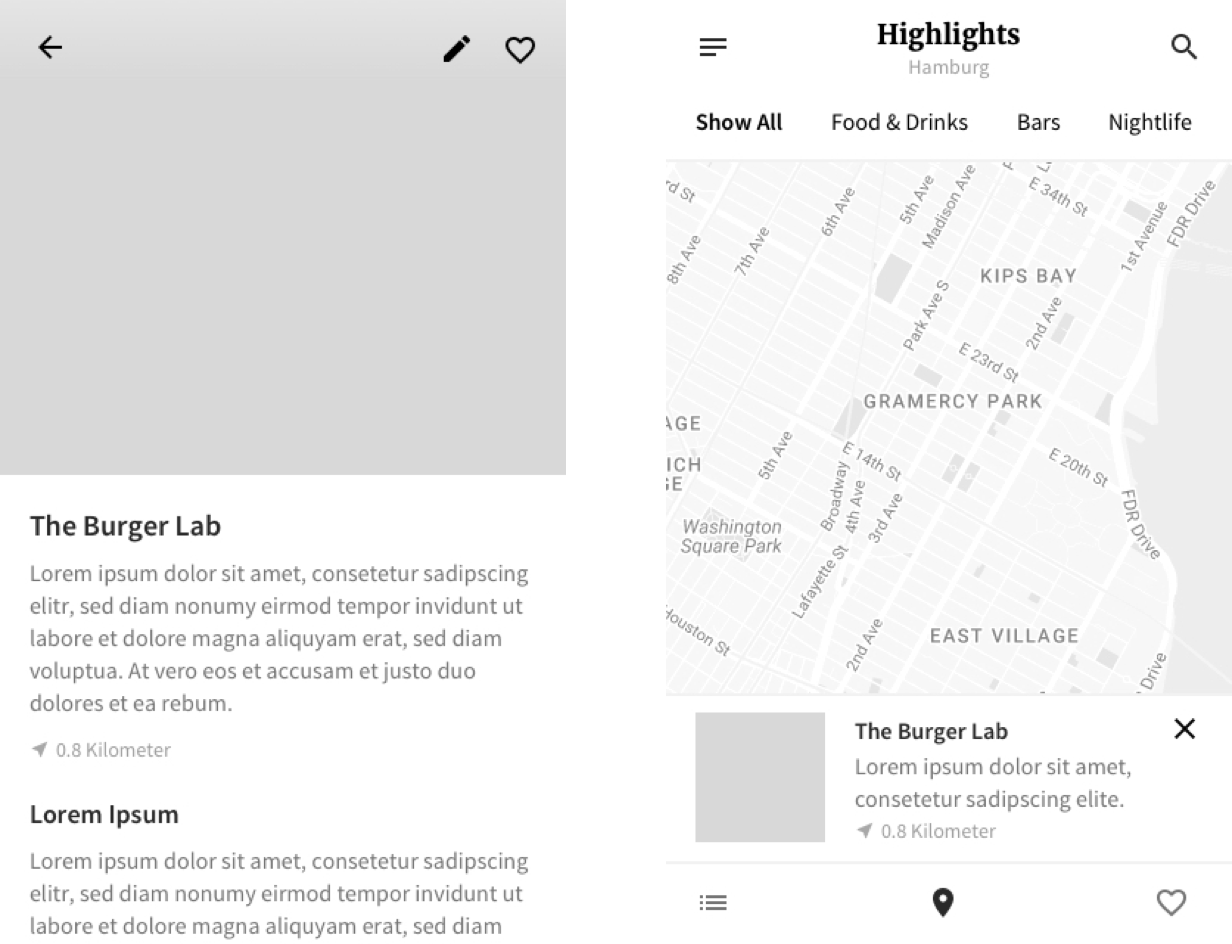 The Burger Lab
Lorem ipsum dolor sit amet, consetetur sadipscing
elitr, sed diam nonumy eirmod tempor invidunt ut
labore et dolore magna aliquyam erat, sed diam
voluptua. At vero eos et accusam et justo duo
dolores et ea rebum.
0.8 Kilometer
Lorem Ipsum
Lorem ipsum dolor sit amet, consetetur sadipscing
elitr, sed diam nonumy eirmod tempor invidunt ut
labore et dolore magna aliquyam erat, sed diam
Highlights
Hamburg
Show All
Food & Drinks
Bars
Nightlife
rd St
8th Ave
7th Ave
6th Ave
5th Ave
Madison Ave
E 34th St
1st Avenue
FDR Drive
KIPS BAY
Park Ave S
2nd Ave
E 23rd St
GRAMERCY PARK
AGE
ICH
GE
5th Ave
E 14th St
E 20th St
Broadway
4th Ave
3rd Ave
FDR Drive
Washington
Square Park
Lafayette St
Houston St
2nd Ave
EAST VILLAGE
Drive
The Burger Lab
Lorem ipsum dolor sit amet,
consetetur sadipscing elite.
0.8 Kilometer